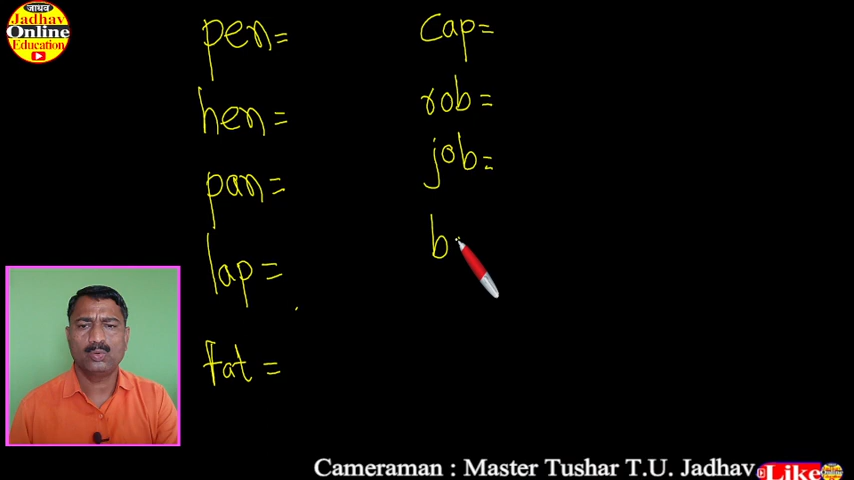 जाधव
Jadhav
Online
Education
pen=
hen=
pan=
lap=
fat=
cap=
rob=
job=
b
Cameraman : Master Tushar T.U. Jadhav
Like